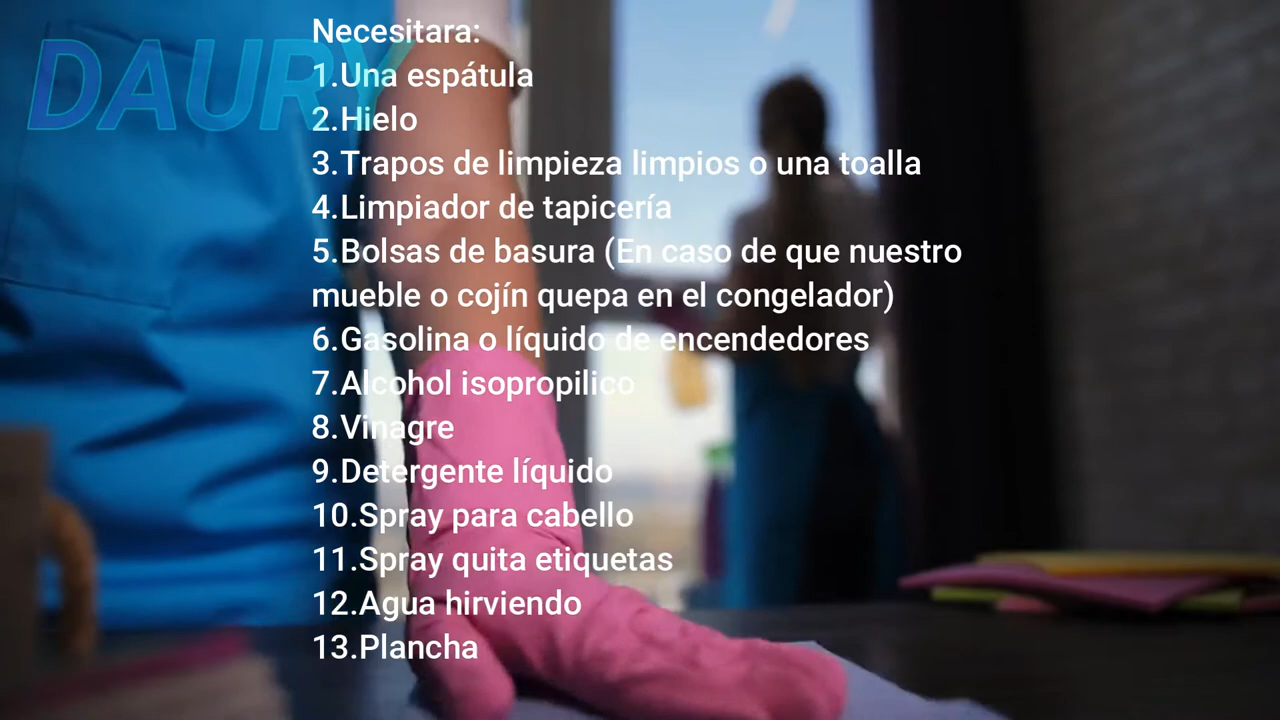 DAURY
Necesitara:
1.Una espátula
2.Hielo
3.Trapos de limpieza limpios o una toalla
4.Limpiador de tapicería
5.Bolsas de basura (En caso de que nuestro
mueble o cojín quepa en el congelador)
6.Gasolina o líquido de encendedores
7.Alcohol isopropilico
8.Vinagre
9.Detergente líquido
10.Spray para cabello
11.Spray quita etiquetas
12.Agua hirviendo
13.Plancha